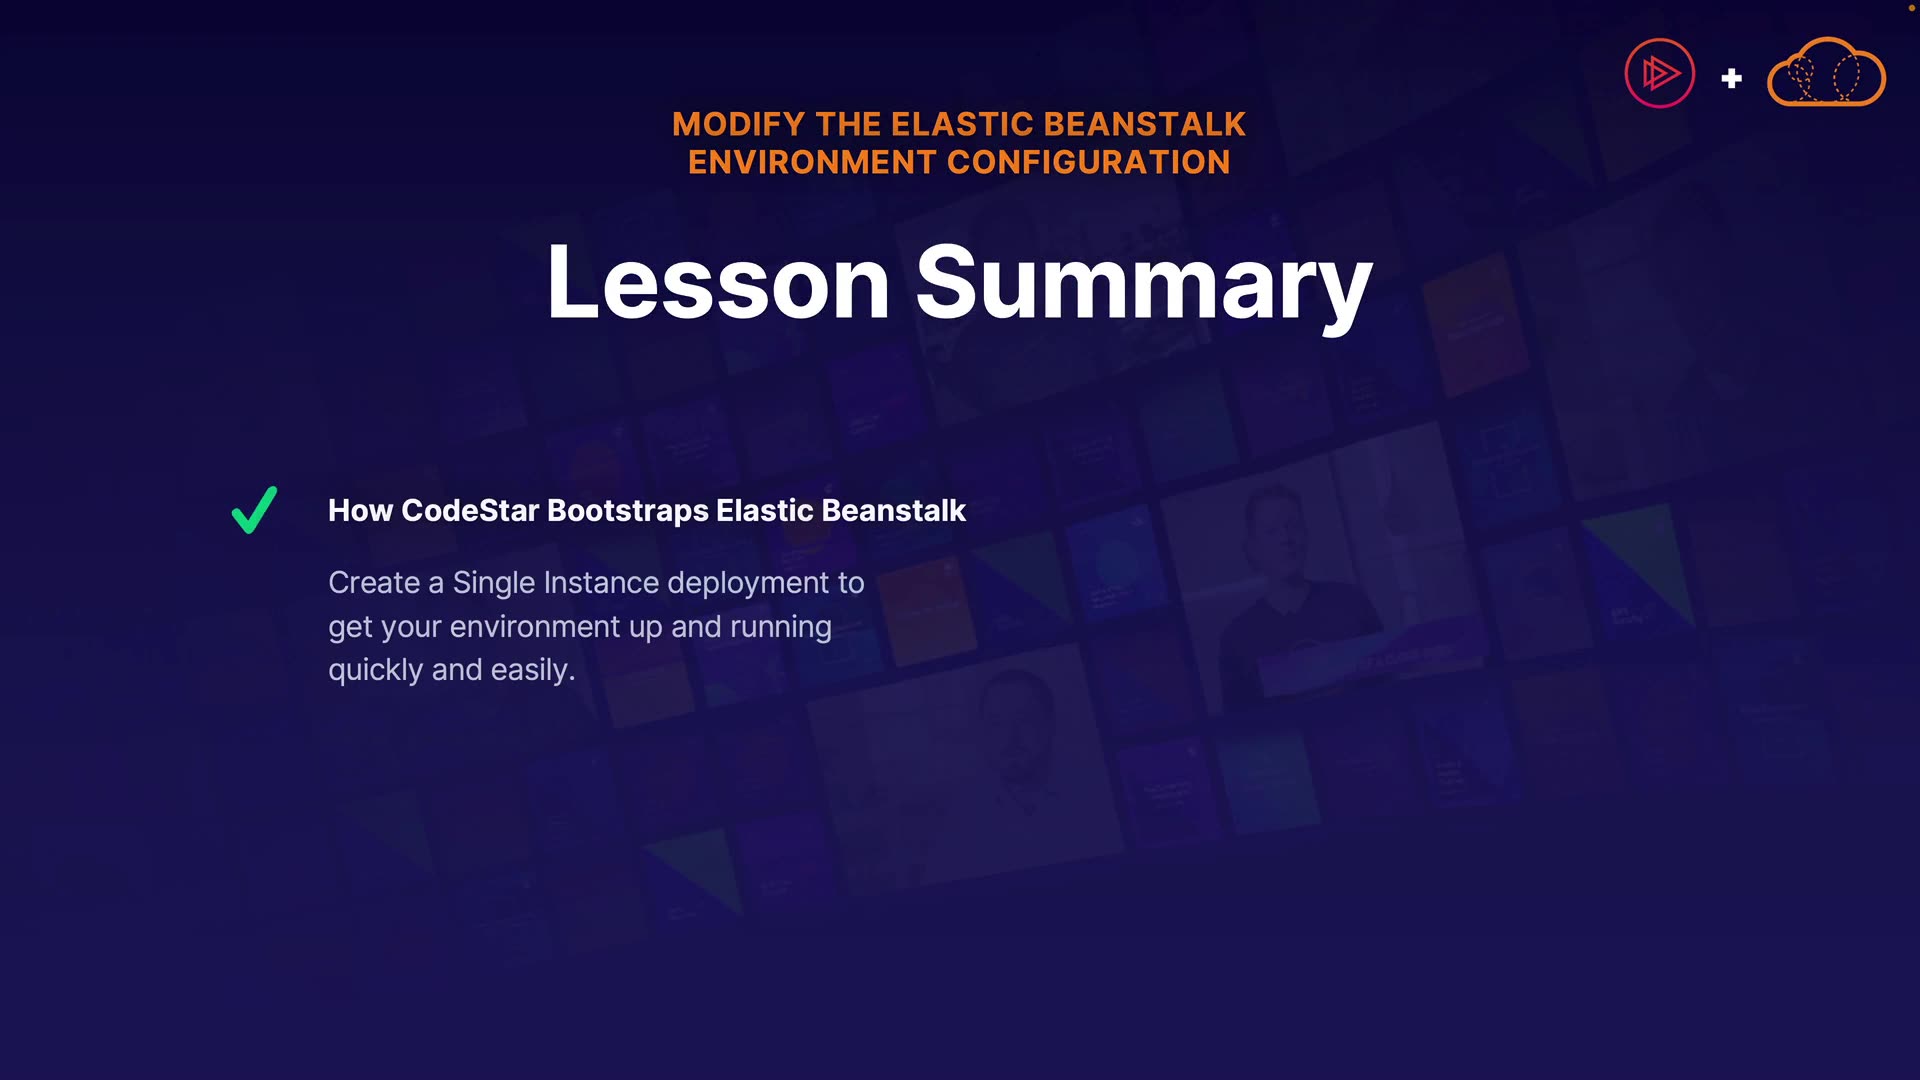 MODIFY THE ELASTIC BEANSTALK
ENVIRONMENT CONFIGURATION
Lesson Summary
How CodeStar Bootstraps Elastic Beanstalk
Create a Single Instance deployment to
get your environment up and running
quickly and easily.